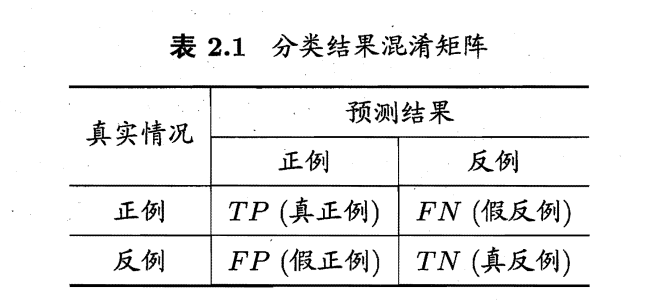 表 2.1 分类结果混淆矩阵
真实情况 预测结果
正例 反例
正例 TP (真正例) FN (假反例)
反例 FP (假正例) TN (真反例)